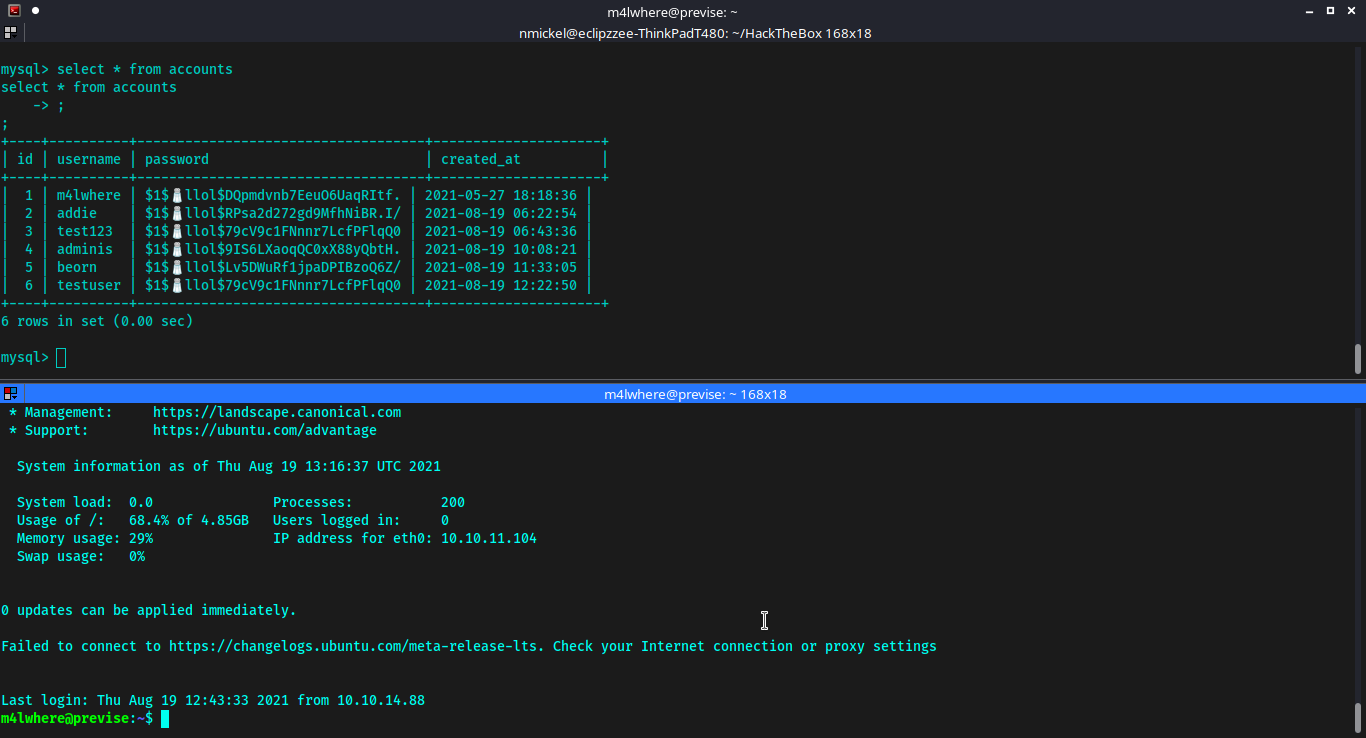 m4lwhere@previse: ~
nmickel@eclipzzee-ThinkPadT480: ~/HackTheBox 168x18
mysql> select * from accounts
select * from accounts
    -> ;
;
+----+----------+------------------------------------+---------------------+
| id | username | password                           | created_at          |
+----+----------+------------------------------------+---------------------+
|  1 | m4lwhere | $1$🧂llol$DQpmdvnb7EeuO6UaqRItf. | 2021-05-27 18:18:36 |
|  2 | addie    | $1$🧂llol$RPsa2d272gd9MfhNiBR.I/ | 2021-08-19 06:22:54 |
|  3 | test123  | $1$🧂llol$79cV9c1FNnnr7LcfPFlqQ0 | 2021-08-19 06:43:36 |
|  4 | adminis  | $1$🧂llol$9IS6LXaoqQC0xX88yQbtH. | 2021-08-19 10:08:21 |
|  5 | beorn    | $1$🧂llol$Lv5DWuRf1jpaDPIBzoQ6Z/ | 2021-08-19 11:33:05 |
|  6 | testuser | $1$🧂llol$79cV9c1FNnnr7LcfPFlqQ0 | 2021-08-19 12:22:50 |
+----+----------+------------------------------------+---------------------+
6 rows in set (0.00 sec)
mysql>
m4lwhere@previse: ~ 168x18
 * Management:     https://landscape.canonical.com
 * Support:        https://ubuntu.com/advantage
  System information as of Thu Aug 19 13:16:37 UTC 2021
  System load:  0.0               Processes:           200
  Usage of /:   68.4% of 4.85GB   Users logged in:     0
  Memory usage: 29%               IP address for eth0: 10.10.11.104
  Swap usage:   0%
0 updates can be applied immediately.
Failed to connect to https://changelogs.ubuntu.com/meta-release-lts. Check your Internet connection or proxy settings
Last login: Thu Aug 19 12:43:33 2021 from 10.10.14.88
m4lwhere@previse:~$